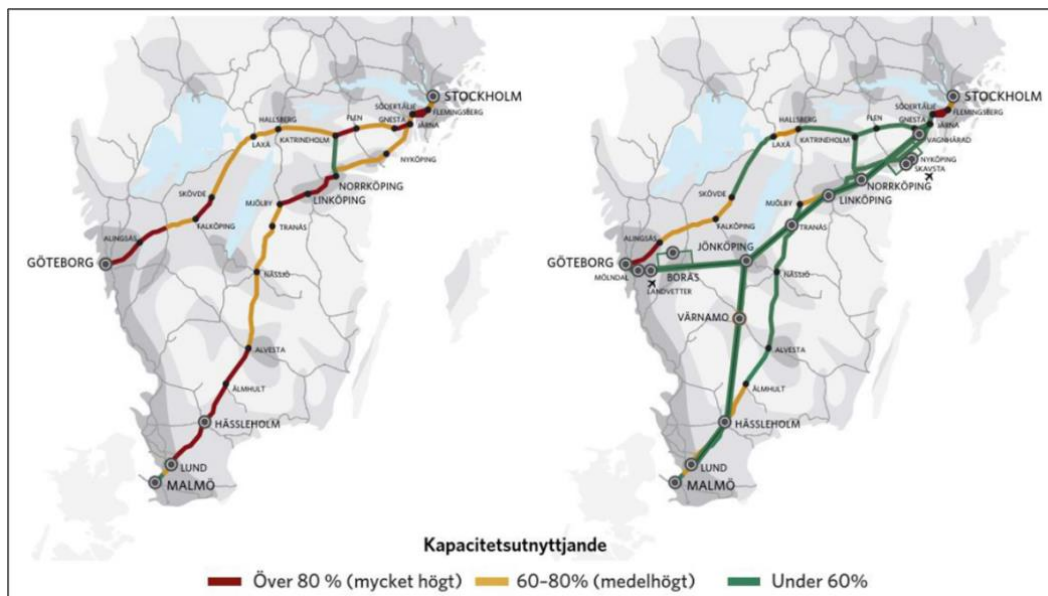 STOCKHOLM
SÖDERTÄLJE
FLEMINGSBERG
GNESTA
JÄRNA
FLEN
HALLSBERG
KATRINEHOLM
LAXÅ
NYKÖPING
NORRKÖPING
SKÖVDE
LINKÖPING
MJÖLBY
FALKÖPING
TRANÅS
ALINGSÅS
GÖTEBORG
NÄSSJÖ
ALVESTA
ÄLMHULT
HÄSSLEHOLM
LUND
MALMÖ
STOCKHOLM
SÖDERTÄLJE
FLEMINGSBERG
GNESTA
JÄRNA
FLEN
HALLSBERG
VAGNHÄRAD
KATRINEHOLM
LAXÅ
NYKÖPING
SKAVSTA
NORRKÖPING
SKÖVDE
LINKÖPING
MJÖLBY
FALKÖPING
TRANÅS
ALINGSÅS
JÖNKÖPING
GÖTEBORG
MÖLNDAL
BORÅS
NÄSSJÖ
LANDVETTER
VÄRNAMO
ALVESTA
ÄLMHULT
HÄSSLEHOLM
LUND
MALMÖ
Kapacitetsutnyttjande
Över 80 % (mycket högt)
60–80% (medelhögt)
Under 60%